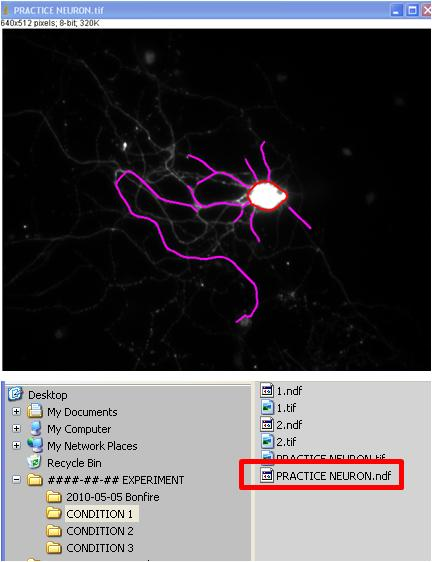 PRACTICE NEURON.tif
640x512 pixels; 8-bit; 320K
Desktop
My Documents
My Computer
My Network Places
Recycle Bin
####-##-## EXPERIMENT
2010-05-05 Bonfire
CONDITION 1
CONDITION 2
CONDITION 3
1.ndf
1.tif
2.ndf
2.tif
PRACTICE NEURON.tif
PRACTICE NEURON.ndf